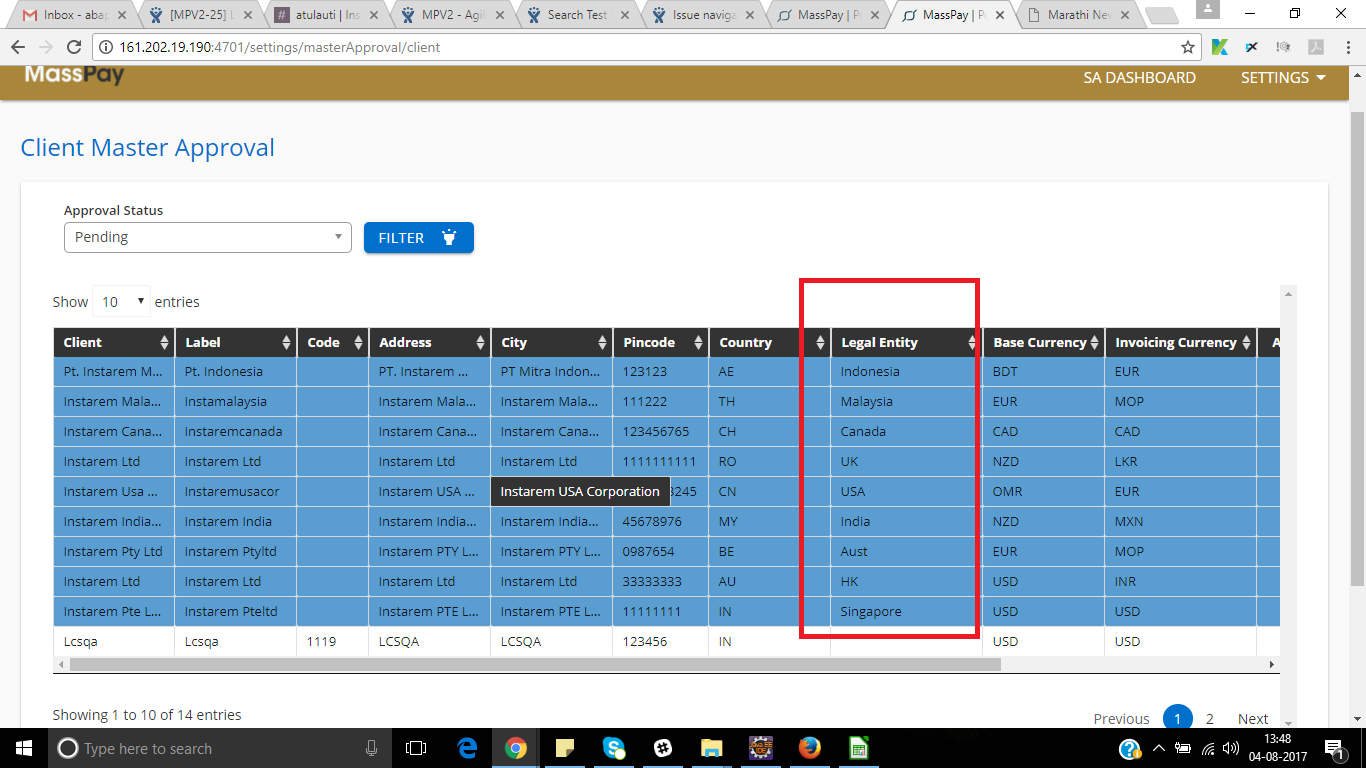 Inbox - abap
[MPV2-25] L
atulauti | Ins
MPV2 - Agil
Search Test
Issue naviga
MassPay | P
MassPay | P
Marathi Nev
161.202.19.190:4701/settings/masterApproval/client
MassPay
SA DASHBOARD SETTINGS
Client Master Approval
Approval Status
Pending FILTER
Show 10 entries
Client Label Code Address City Pincode Country Legal Entity Base Currency Invoicing Currency A
Pt. Instarem M... Pt. Indonesia PT. Instarem ... PT Mitra Indon... 123123 AE Indonesia BDT EUR
Instarem Mala... Instamalaysia Instarem Mala... Instarem Mala... 111222 TH Malaysia EUR MOP
Instarem Cana... Instaremcanada Instarem Cana... Instarem Cana... 123456765 CH Canada CAD CAD
Instarem Ltd Instarem Ltd Instarem Ltd Instarem Ltd 1111111111 RO UK NZD LKR
Instarem Usa ... Instaremusacor Instarem USA ... Instarem USA Corporation 3245 CN USA OMR EUR
Instarem India... Instarem India Instarem India... Instarem India... 45678976 MY India NZD MXN
Instarem Pty Ltd Instarem Ptyltd Instarem PTY L... Instarem PTY L... 0987654 BE Aust EUR MOP
Instarem Ltd Instarem Ltd Instarem Ltd Instarem Ltd 33333333 AU HK USD INR
Instarem Pte L... Instarem Pteltd Instarem PTE L... Instarem PTE L... 11111111 IN Singapore USD USD
Lcsqa Lcsqa 1119 LCSQA LCSQA 123456 IN USD USD
Showing 1 to 10 of 14 entries
Previous 1 2 Next
Type here to search
13:48
04-08-2017
1